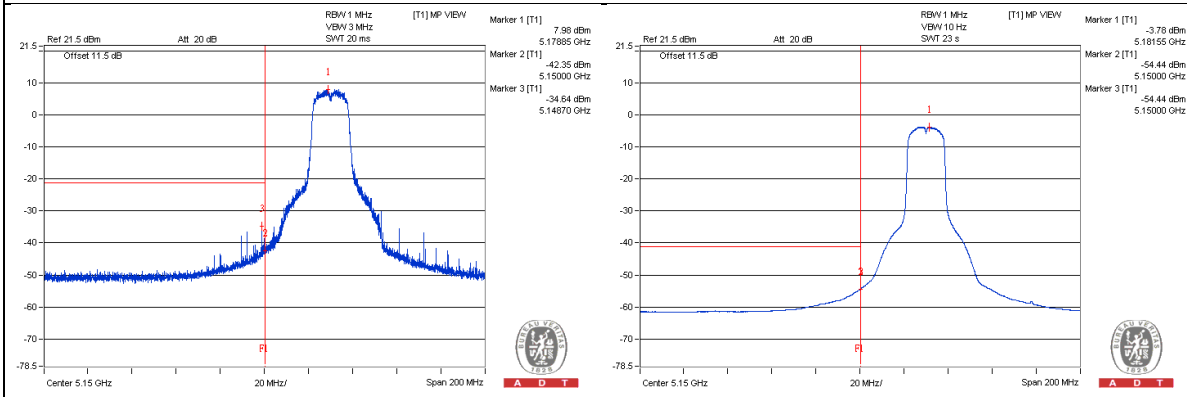 RBW 1 MHz
[T1] MP VIEW
VBW 3 MHz
Ref 21.5 dBm
Att 20 dB
SWT 20 ms
Marker 1 [T1]
7.98 dBm
5.17885 GHz
Marker 2 [T1]
-42.35 dBm
5.15000 GHz
Marker 3 [T1]
-34.64 dBm
5.14870 GHz
21.5
Offset 11.5 dB
10
0
-10
-20
-30
-40
-50
-60
-70
-78.5
1
3
2
F1
Center 5.15 GHz
20 MHz/
Span 200 MHz
BUREAU VERITAS
1828
A D T
RBW 1 MHz
[T1] MP VIEW
VBW 10 Hz
Ref 21.5 dBm
Att 20 dB
SWT 23 s
Marker 1 [T1]
-3.78 dBm
5.18155 GHz
Marker 2 [T1]
-54.44 dBm
5.15000 GHz
Marker 3 [T1]
-54.44 dBm
5.15000 GHz
21.5
Offset 11.5 dB
10
0
-10
-20
-30
-40
-50
-60
-70
-78.5
1
F1
Center 5.15 GHz
20 MHz/
Span 200 MHz
BUREAU VERITAS
1828
A D T